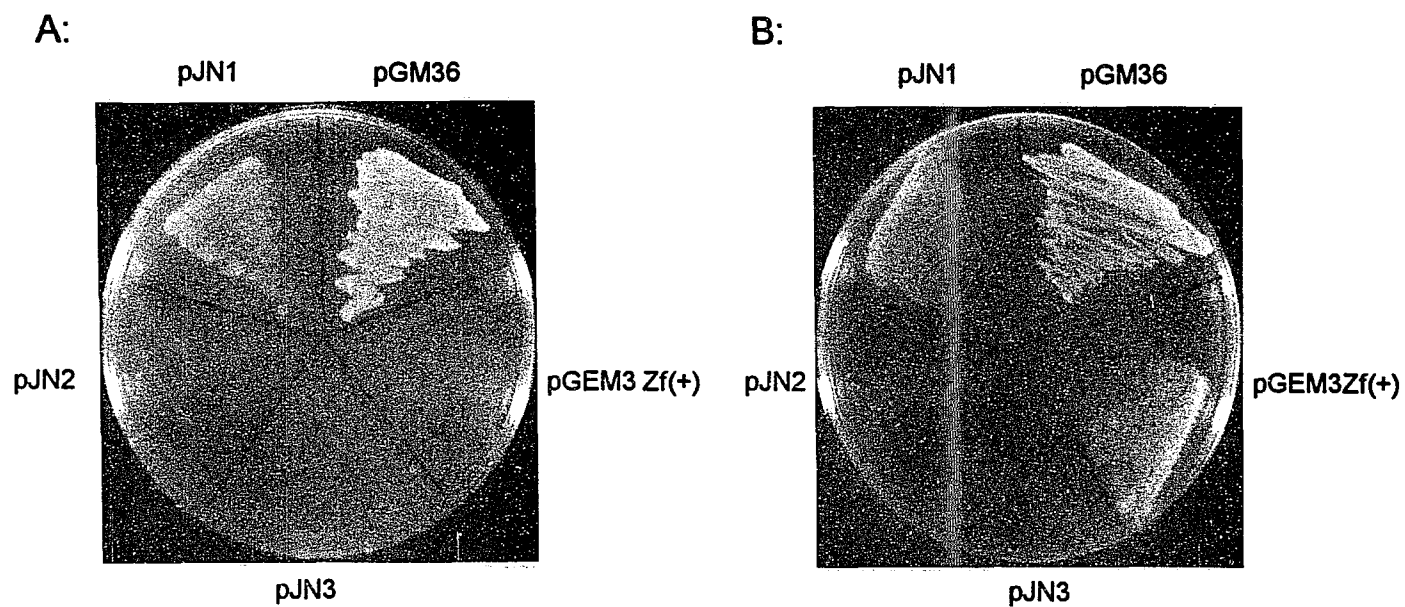 A:
pJN1 pGM36
pJN2
pGEM3 Zf(+)
pJN3
B:
pJN1 pGM36
pJN2
pGEM3Zf(+)
pJN3